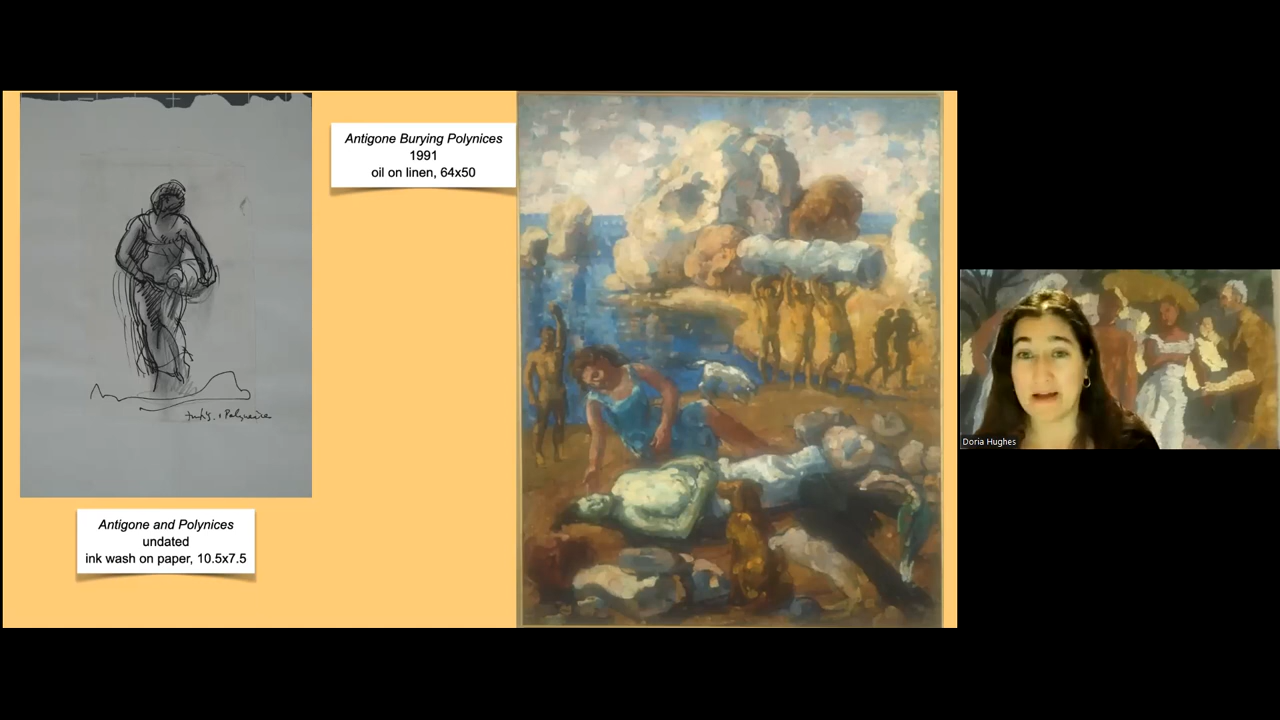 Antigone Burying Polynices
1991
oil on linen, 64x50
Antigone and Polynices
undated
ink wash on paper, 10.5x7.5
Doria Hughes